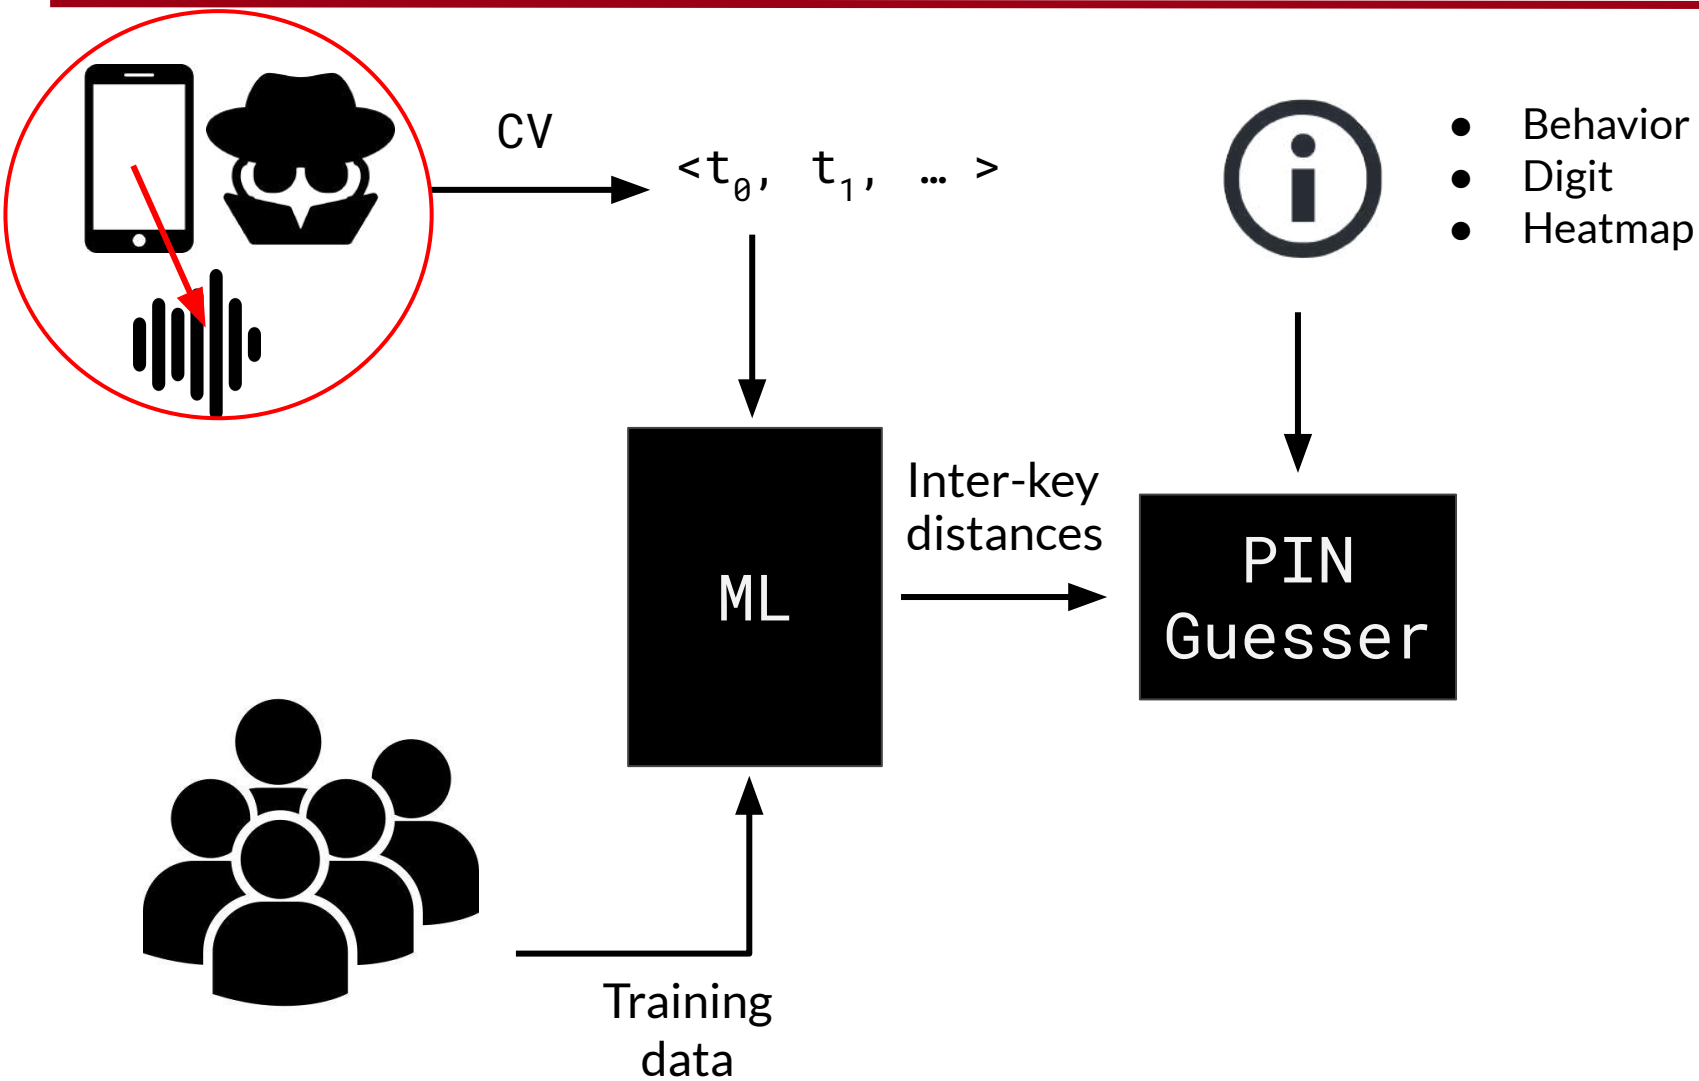 CV
<t₀, t₁, … >
● Behavior
● Digit
● Heatmap
Inter-key
distances
ML
PIN
Guesser
Training
data